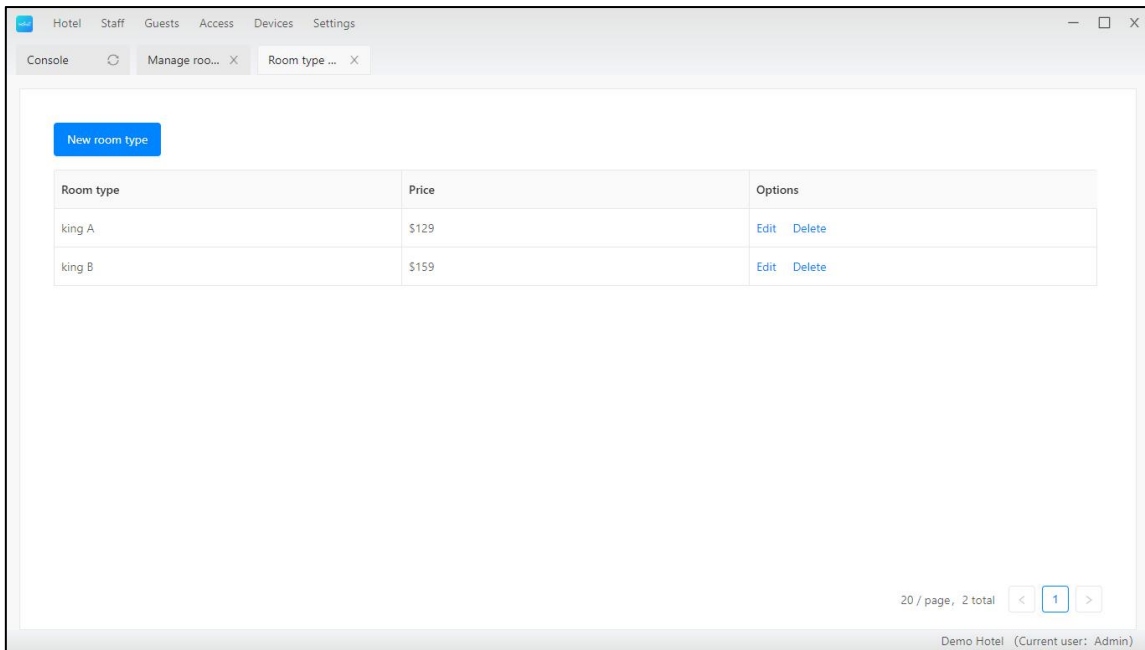 Hotel Staff Guests Access Devices Settings
Console Manage roo... Room type ...
New room type
Room type Price Options
king A $129 Edit Delete
king B $159 Edit Delete
20 / page, 2 total < 1 >
Demo Hotel (Current user: Admin)